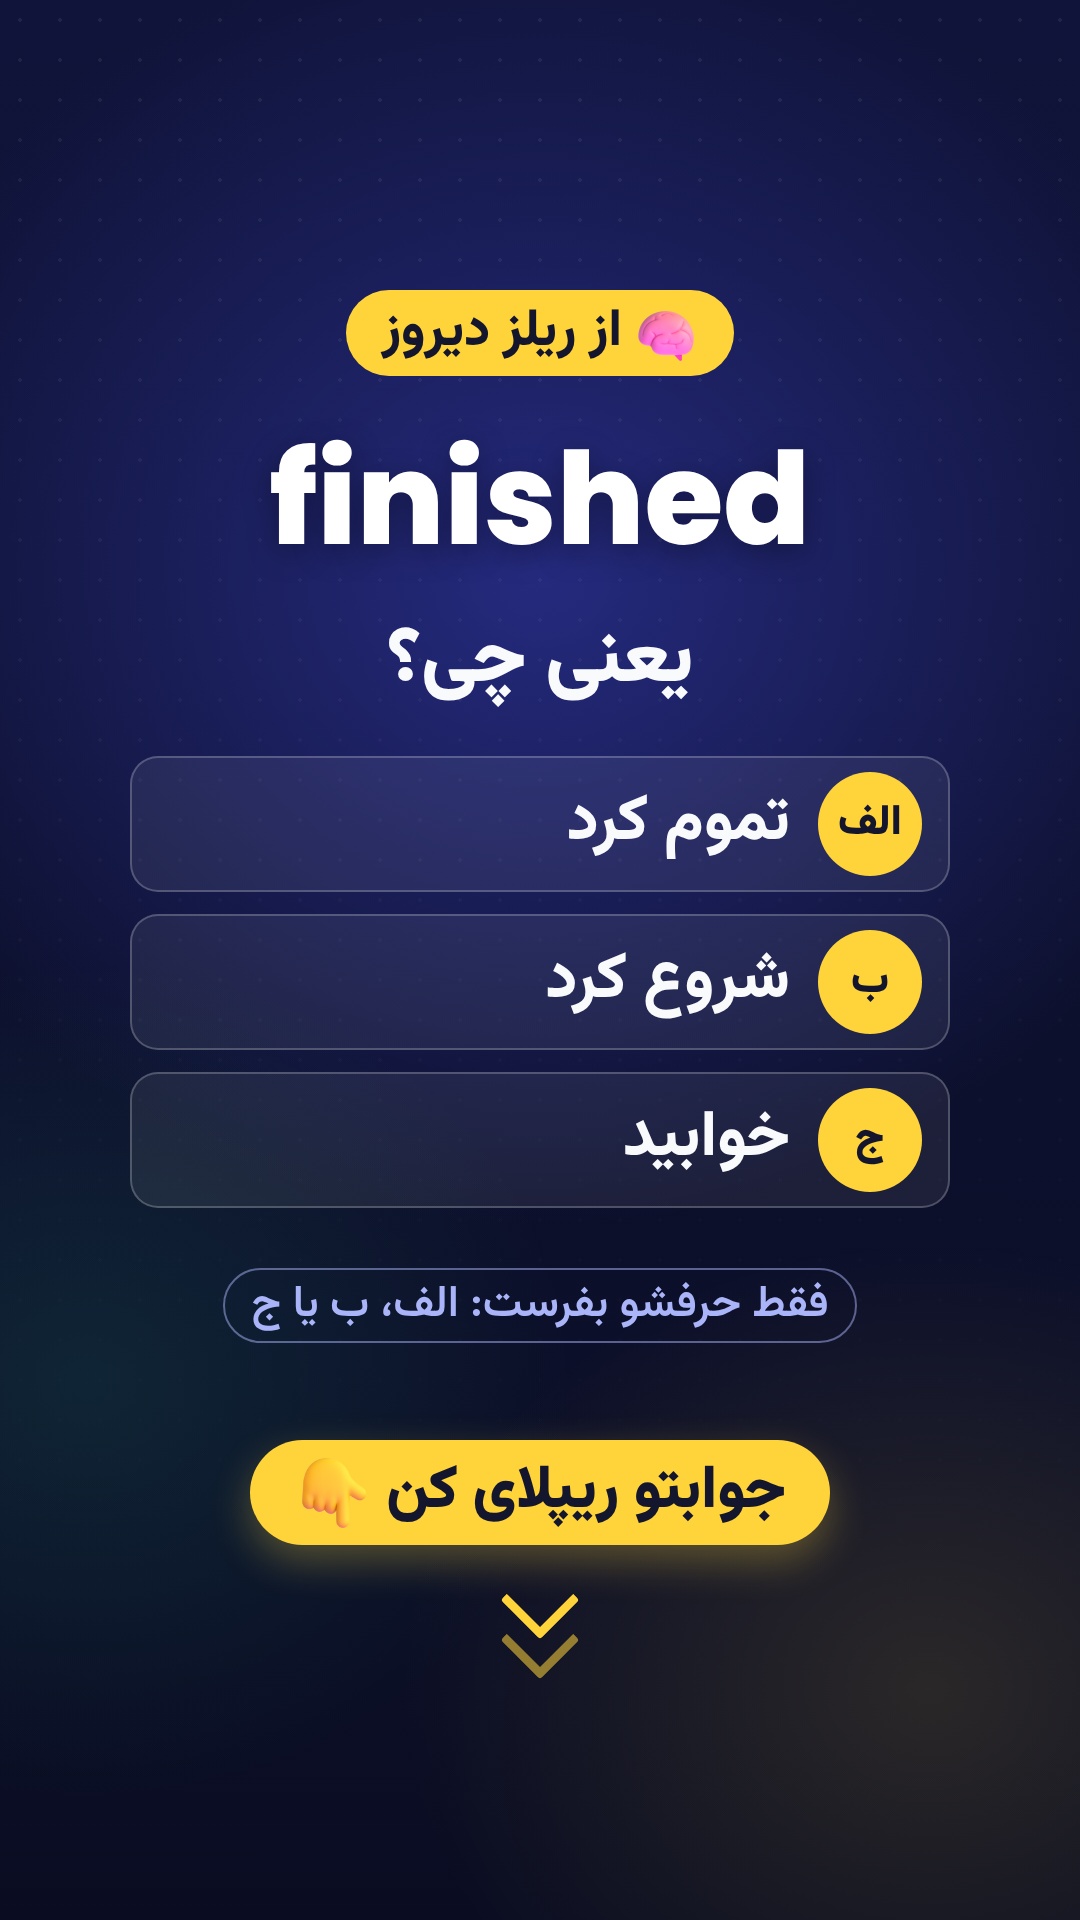 🧠 از ریلز دیروز
finished
یعنی چی؟
الف تموم کرد
ب شروع کرد
ج خوابید
فقط حرفشو بفرست: الف، ب یا ج
جوابتو ریپلای کن 👇